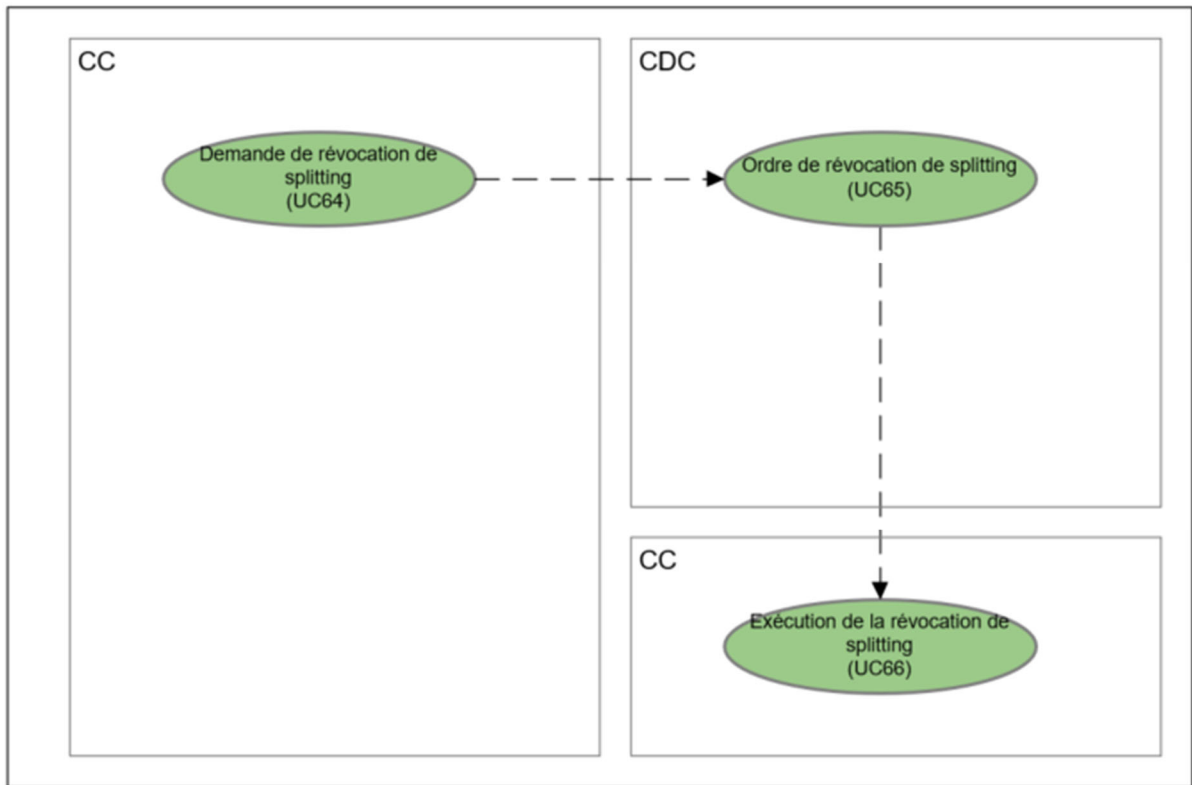 CC
Demande de révocation de
splitting
(UC64)
CDC
Ordre de révocation de splitting
(UC65)
CC
Exécution de la révocation de
splitting
(UC66)